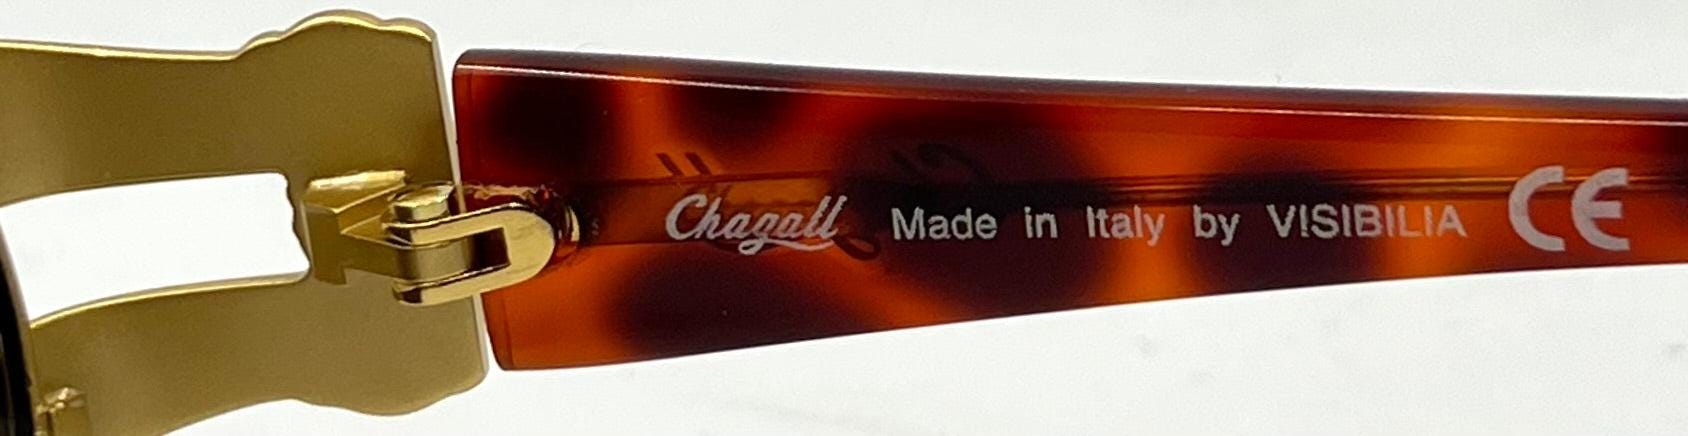 Chagall Made in Italy by VISIBILIA CE